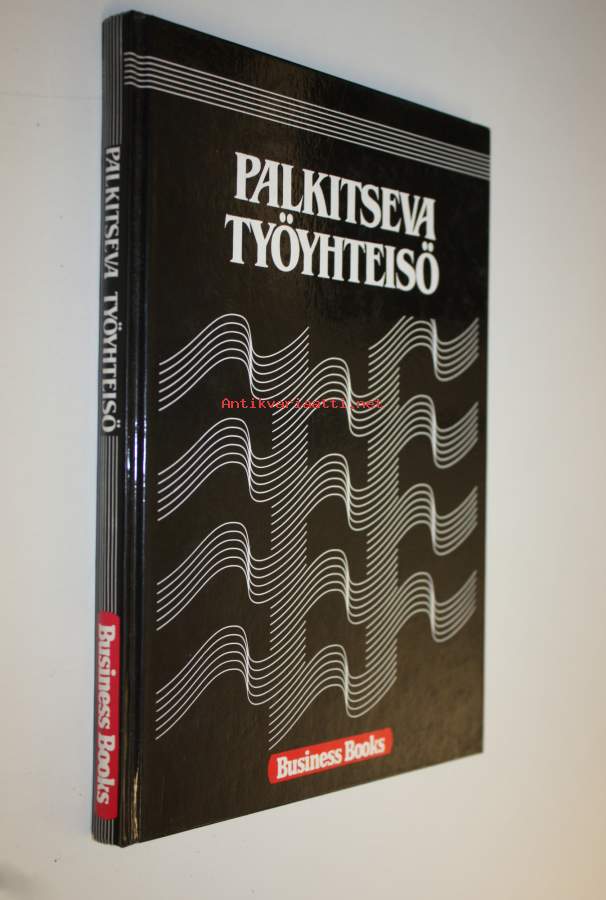 PALKITSEVA
TYÖYHTEISÖ
Antikvariaatti.net
Business Books
PALKITSEVA TYÖYHTEISÖ
Business Books